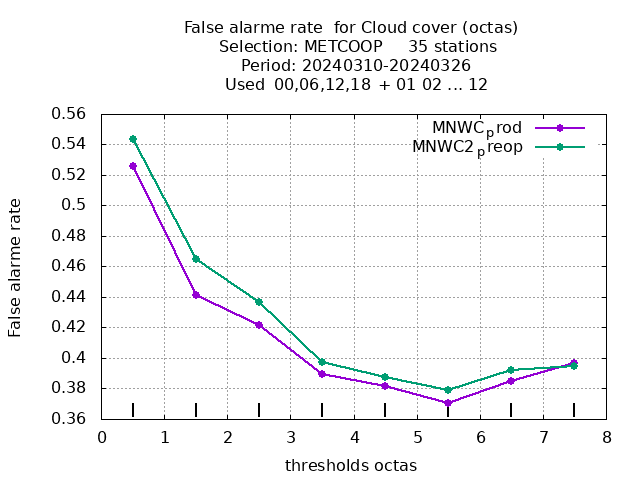 False alarme rate  for Cloud cover (octas)
Selection: METCOOP     35 stations
Period: 20240310-20240326
Used  00,06,12,18 + 01 02 ... 12
MNWCprod
MNWC2preop
0.56
0.54
0.52
0.5
0.48
0.46
0.44
0.42
0.4
0.38
0.36
False alarme rate
0 1 2 3 4 5 6 7 8
thresholds octas